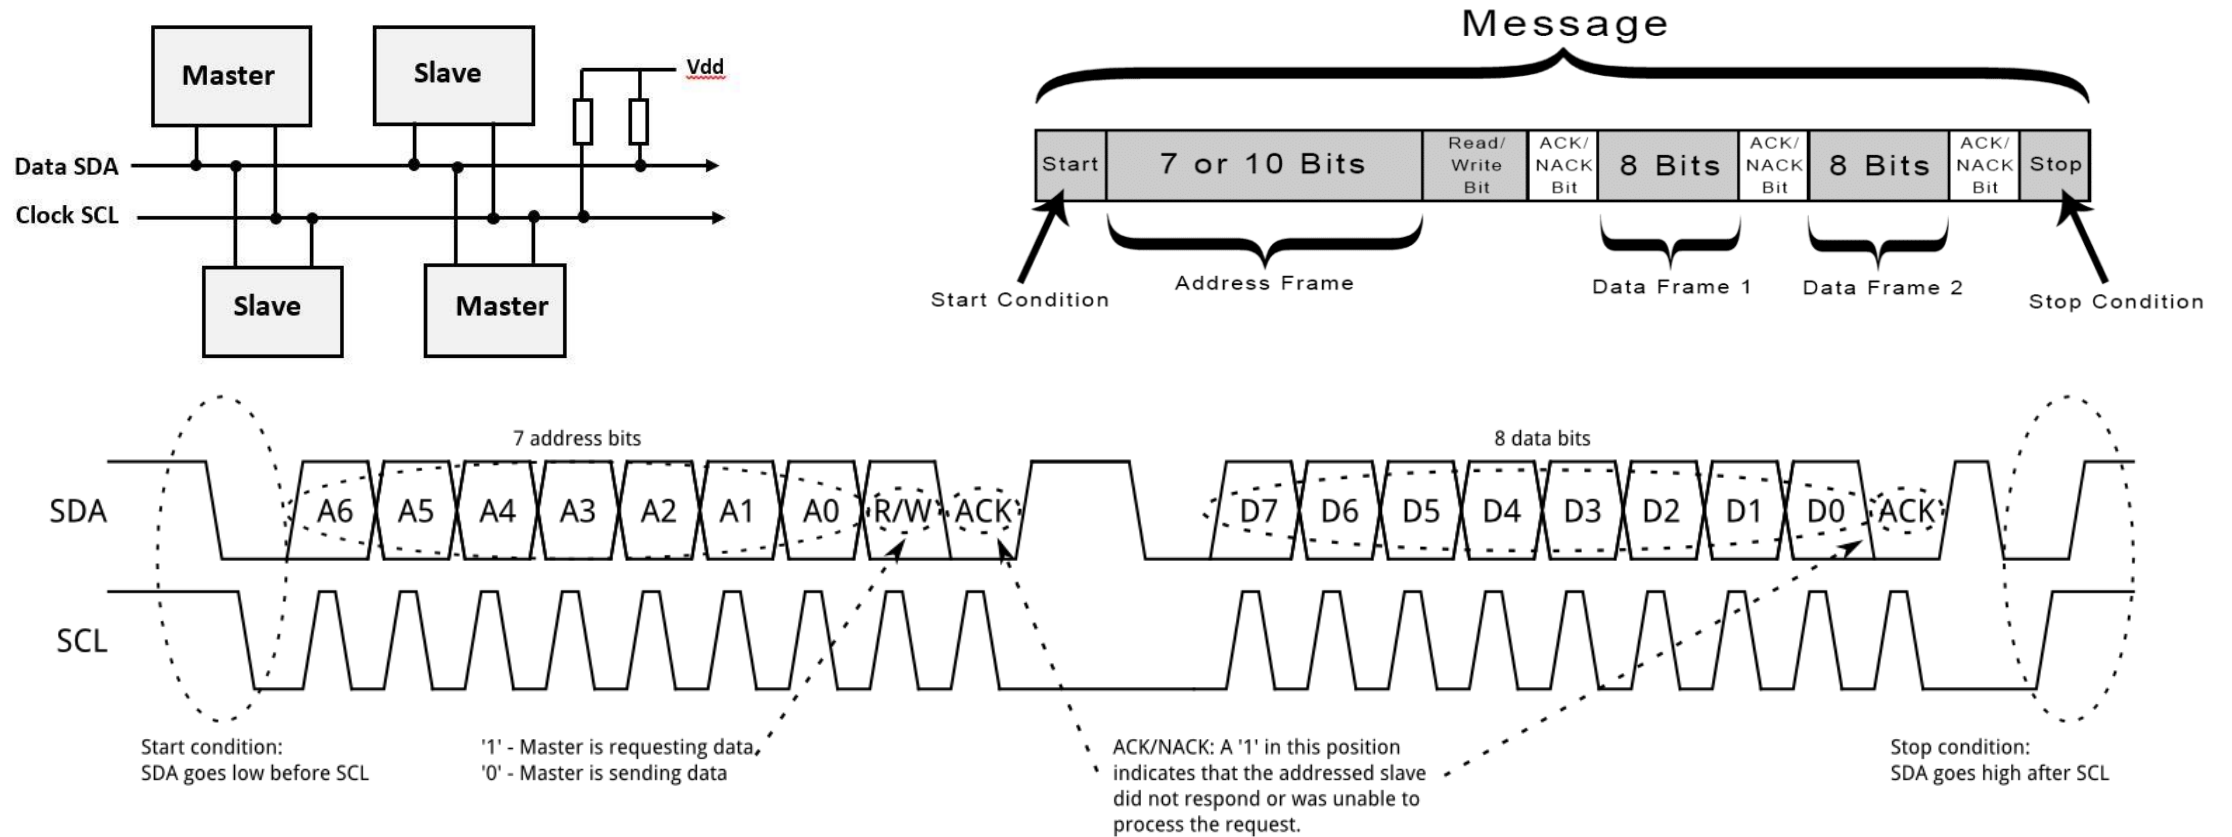 Master
Slave
Vdd
Data SDA
Clock SCL
Slave
Master
Message
Start
7 or 10 Bits
Read/
Write
Bit
ACK/
NACK
Bit
8 Bits
ACK/
NACK
Bit
8 Bits
ACK/
NACK
Bit
Stop
Start Condition
Address Frame
Data Frame 1
Data Frame 2
Stop Condition
7 address bits
8 data bits
SDA
A6
A5
A4
A3
A2
A1
A0
R/W
ACK
D7
D6
D5
D4
D3
D2
D1
D0
ACK
SCL
Start condition:
SDA goes low before SCL
'1' - Master is requesting data
'0' - Master is sending data
ACK/NACK: A '1' in this position
indicates that the addressed slave
did not respond or was unable to
process the request.
Stop condition:
SDA goes high after SCL